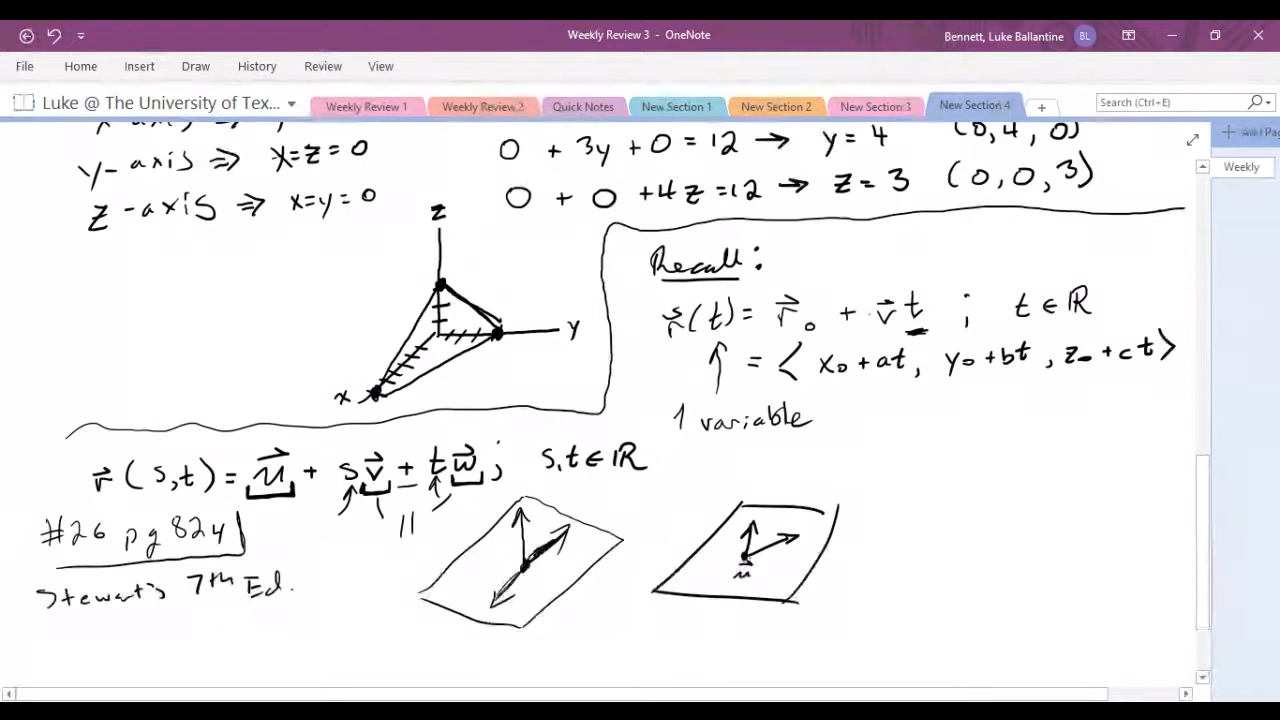 Weekly Review 3 - OneNote
Bennett, Luke Ballantine BL
File Home Insert Draw History Review View
Luke @ The University of Tex...
Weekly Review 1 Weekly Review 2 Quick Notes New Section 1 New Section 2 New Section 3 New Section 4 +
Search (Ctrl+E)
Weekly
y-axis ⇒ x=z=0
z-axis ⇒ x=y=0
0 + 3y + 0 = 12 → y = 4 (0, 4, 0)
0 + 0 + 4z = 12 → z = 3 (0, 0, 3)
z
y
x
Recall:
r⃗(t) = r⃗₀ + v⃗t ; t ∈ ℝ
= ⟨ x₀ + at, y₀ + bt, z₀ + ct ⟩
1 variable
r⃗(s,t) = u⃗ + sv⃗ + tw⃗ ; s,t ∈ ℝ
#26 pg 824
Stewart's 7th Ed.
u⃗